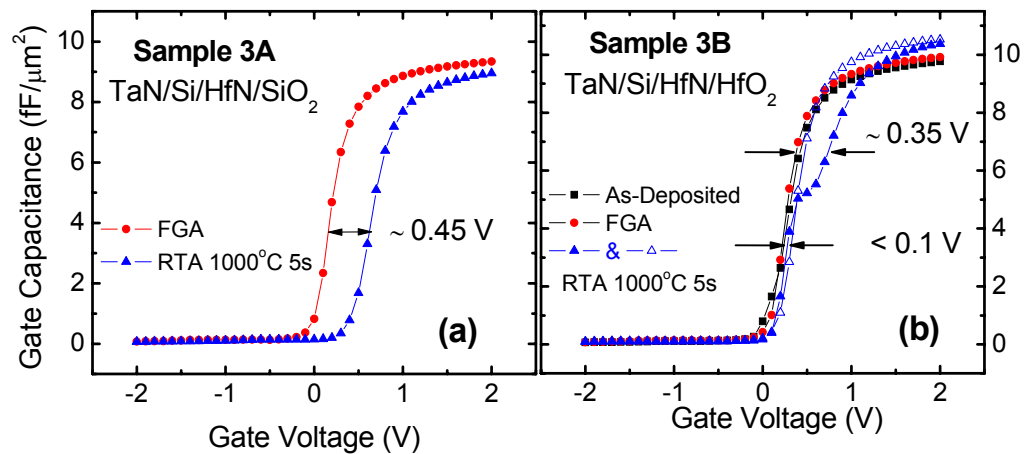 Sample 3A
TaN/Si/HfN/SiO₂
FGA
RTA 1000°C 5s
~ 0.45 V
(a)
Gate Capacitance (fF/μm²)
10
8
6
4
2
0
-2 -1 0 1 2
Gate Voltage (V)
Sample 3B
TaN/Si/HfN/HfO₂
~ 0.35 V
As-Deposited
FGA
&
RTA 1000°C 5s
< 0.1 V
(b)
10
8
6
4
2
0
-2 -1 0 1 2
Gate Voltage (V)